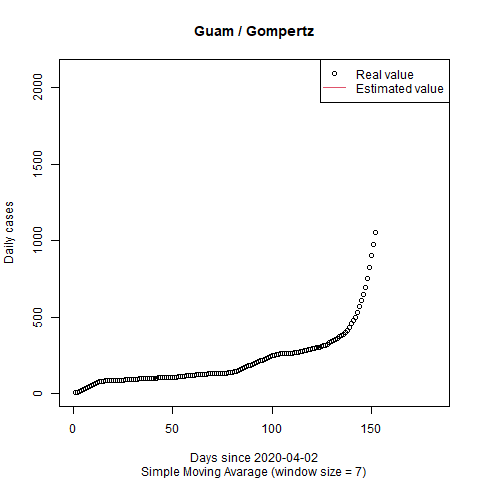 Guam / Gompertz
Real value
Estimated value
Daily cases
0
500
1000
1500
2000
0
50
100
150
Days since 2020-04-02
Simple Moving Avarage (window size = 7)